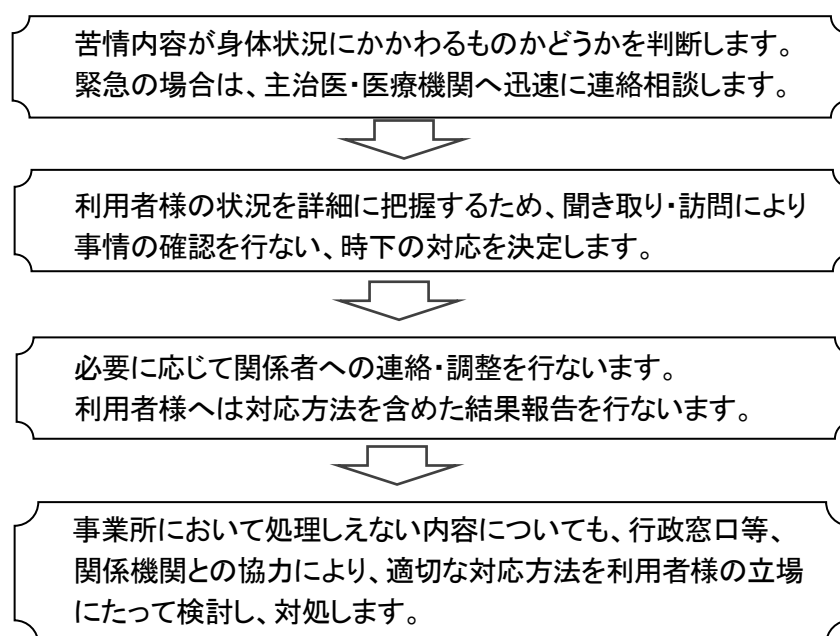 苦情内容が身体状況にかかわるものかどうかを判断します。
緊急の場合は、主治医・医療機関へ迅速に連絡相談します。
利用者様の状況を詳細に把握するため、聞き取り・訪問により
事情の確認を行ない、時下の対応を決定します。
必要に応じて関係者への連絡・調整を行ないます。
利用者様へは対応方法を含めた結果報告を行ないます。
事業所において処理しえない内容についても、行政窓口等、
関係機関との協力により、適切な対応方法を利用者様の立場
にたって検討し、対処します。